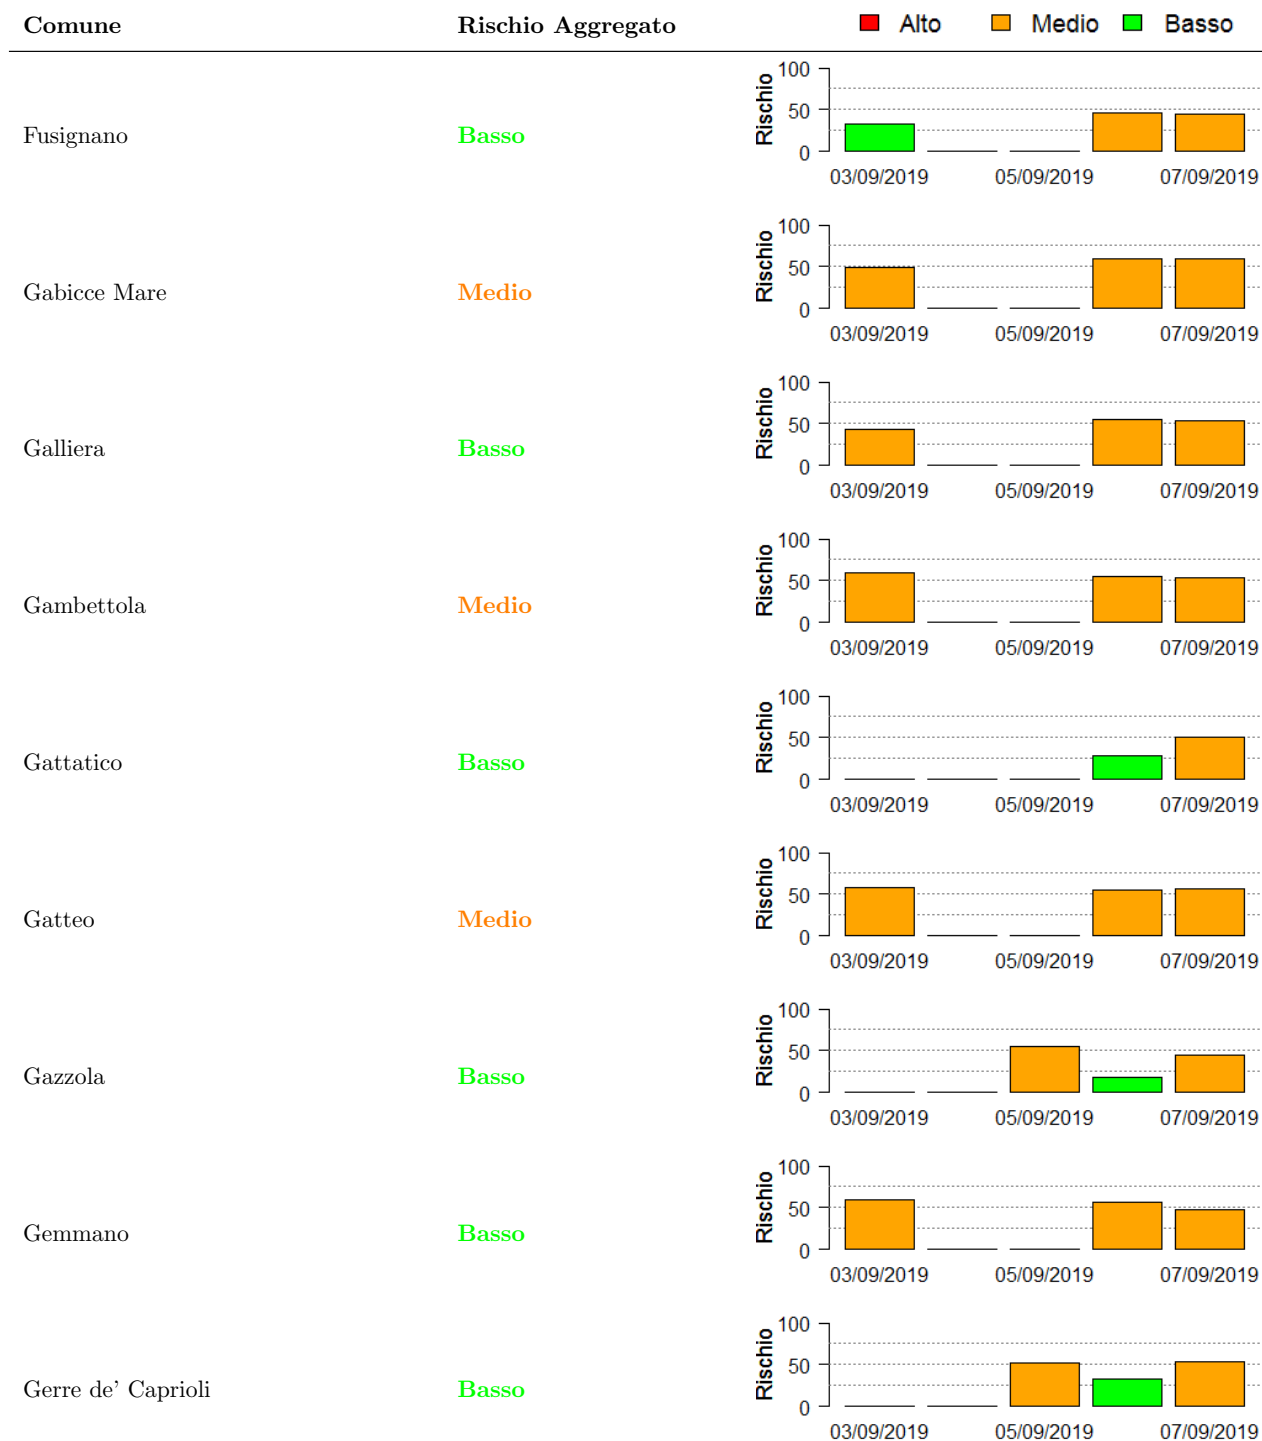 Comune Rischio Aggregato Alto Medio Basso
Fusignano Basso
Rischio
100
50
0
03/09/2019 05/09/2019 07/09/2019
Gabicce Mare Medio
Rischio
100
50
0
03/09/2019 05/09/2019 07/09/2019
Galliera Basso
Rischio
100
50
0
03/09/2019 05/09/2019 07/09/2019
Gambettola Medio
Rischio
100
50
0
03/09/2019 05/09/2019 07/09/2019
Gattatico Basso
Rischio
100
50
0
03/09/2019 05/09/2019 07/09/2019
Gatteo Medio
Rischio
100
50
0
03/09/2019 05/09/2019 07/09/2019
Gazzola Basso
Rischio
100
50
0
03/09/2019 05/09/2019 07/09/2019
Gemmano Basso
Rischio
100
50
0
03/09/2019 05/09/2019 07/09/2019
Gerre de' Caprioli Basso
Rischio
100
50
0
03/09/2019 05/09/2019 07/09/2019